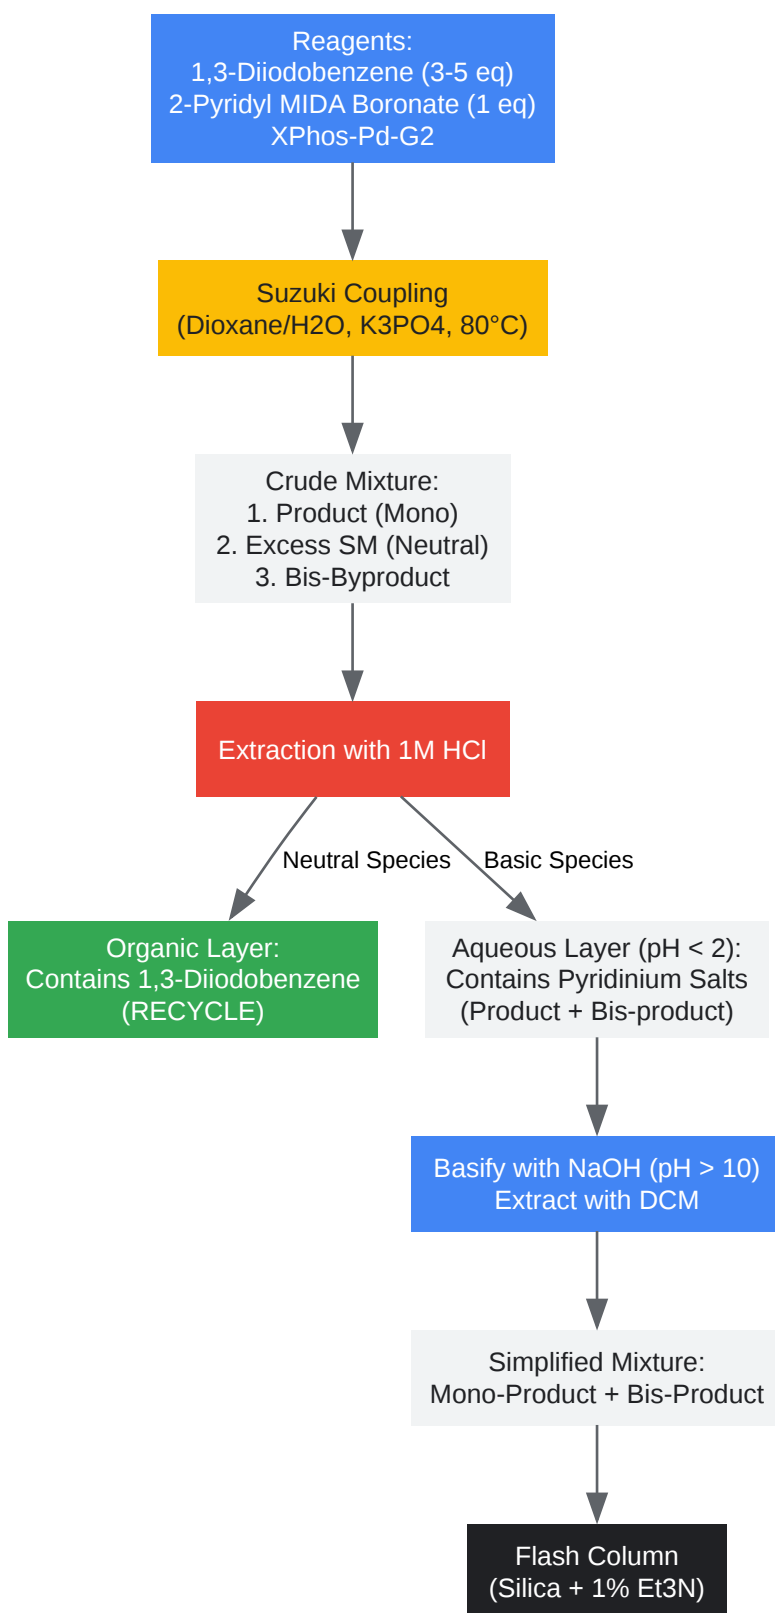 Reagents:
1,3-Diiodobenzene (3-5 eq)
2-Pyridyl MIDA Boronate (1 eq)
XPhos-Pd-G2
Suzuki Coupling
(Dioxane/H2O, K3PO4, 80°C)
Crude Mixture:
1. Product (Mono)
2. Excess SM (Neutral)
3. Bis-Byproduct
Extraction with 1M HCl
Neutral Species
Basic Species
Organic Layer:
Contains 1,3-Diiodobenzene
(RECYCLE)
Aqueous Layer (pH < 2):
Contains Pyridinium Salts
(Product + Bis-product)
Basify with NaOH (pH > 10)
Extract with DCM
Simplified Mixture:
Mono-Product + Bis-Product
Flash Column
(Silica + 1% Et3N)